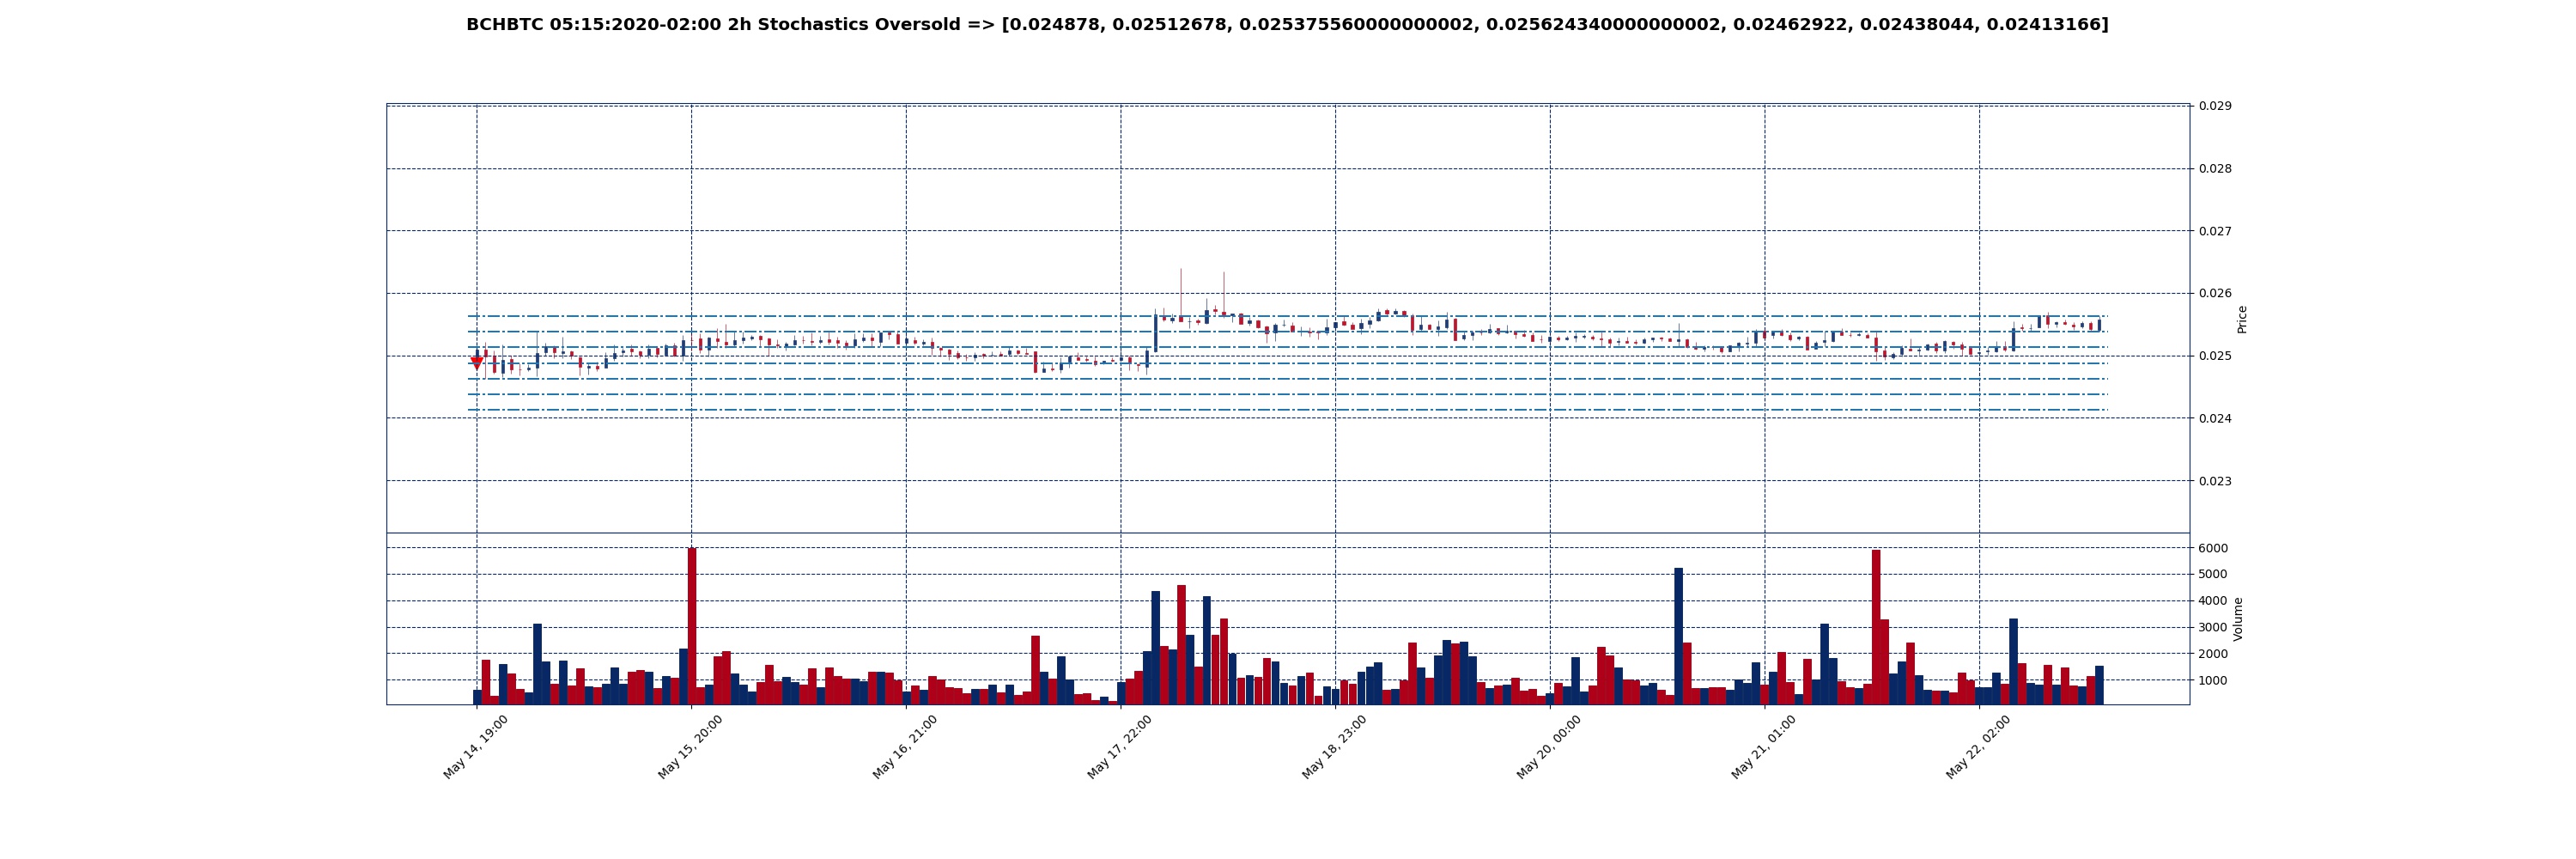 BCHBTC 05:15:2020-02:00 2h Stochastics Oversold => [0.024878, 0.02512678, 0.025375560000000002, 0.025624340000000002, 0.02462922, 0.02438044, 0.02413166]
0.029
0.028
0.027
0.026
0.025
0.024
0.023
Price
6000
5000
4000
3000
2000
1000
Volume
May 14, 19:00
May 15, 20:00
May 16, 21:00
May 17, 22:00
May 18, 23:00
May 20, 00:00
May 21, 01:00
May 22, 02:00